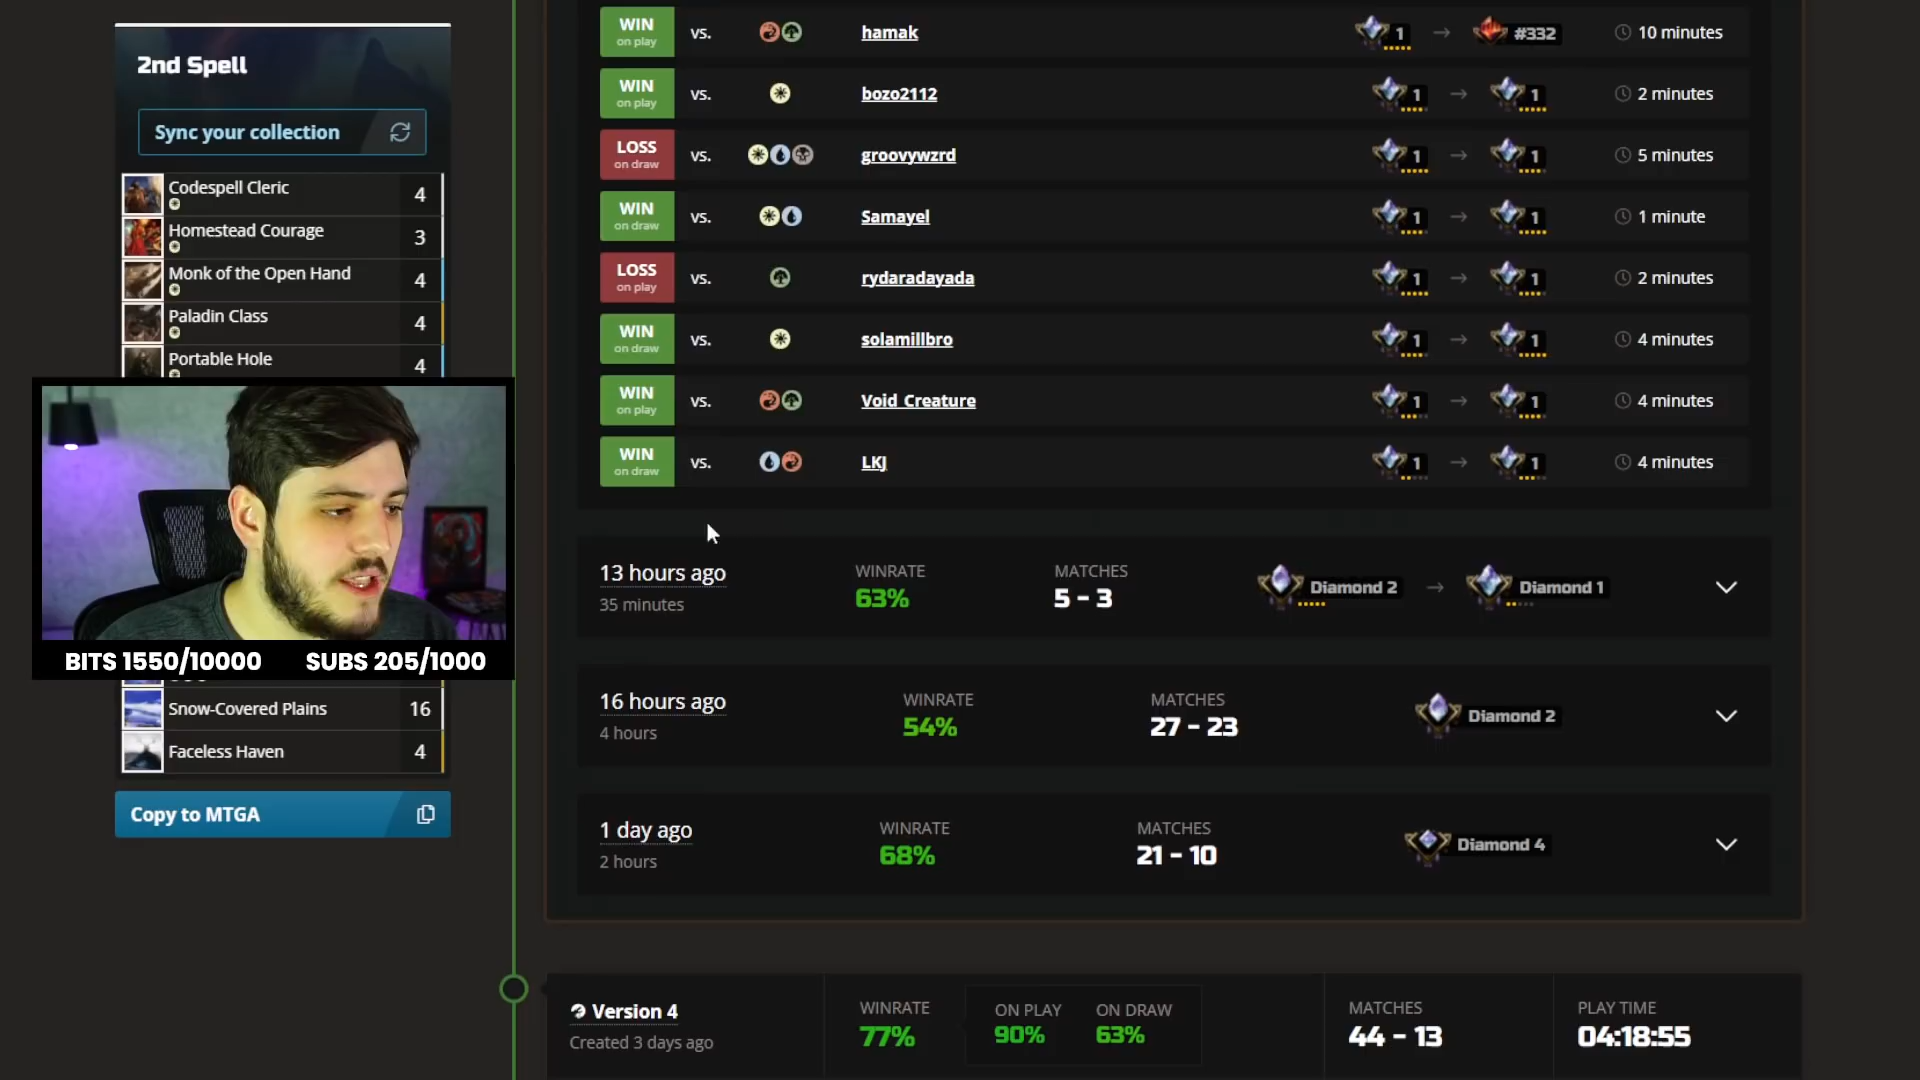 2nd Spell
Sync your collection
Codespell Cleric 4
Homestead Courage 3
Monk of the Open Hand 4
Paladin Class 4
Portable Hole 4
BITS 1550/10000 SUBS 205/1000
Snow-Covered Plains 16
Faceless Haven 4
Copy to MTGA
WIN on play vs. hamak 1 → #332 10 minutes
WIN on play vs. bozo2112 1 → 1 2 minutes
LOSS on draw vs. groovywzrd 1 → 1 5 minutes
WIN on draw vs. Samayel 1 → 1 1 minute
LOSS on play vs. rydaradayada 1 → 1 2 minutes
WIN on draw vs. solamillbro 1 → 1 4 minutes
WIN on play vs. Void Creature 1 → 1 4 minutes
WIN on draw vs. LKJ 1 → 1 4 minutes
13 hours ago WINRATE MATCHES
35 minutes 63% 5 - 3 Diamond 2 → Diamond 1
16 hours ago WINRATE MATCHES
4 hours 54% 27 - 23 Diamond 2
1 day ago WINRATE MATCHES
2 hours 68% 21 - 10 Diamond 4
Version 4 WINRATE ON PLAY ON DRAW MATCHES PLAY TIME
Created 3 days ago 77% 90% 63% 44 - 13 04:18:55